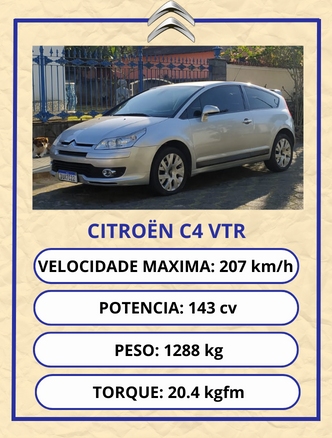 CITROËN C4 VTR
VELOCIDADE MAXIMA: 207 km/h
POTENCIA: 143 cv
PESO: 1288 kg
TORQUE: 20.4 kgfm